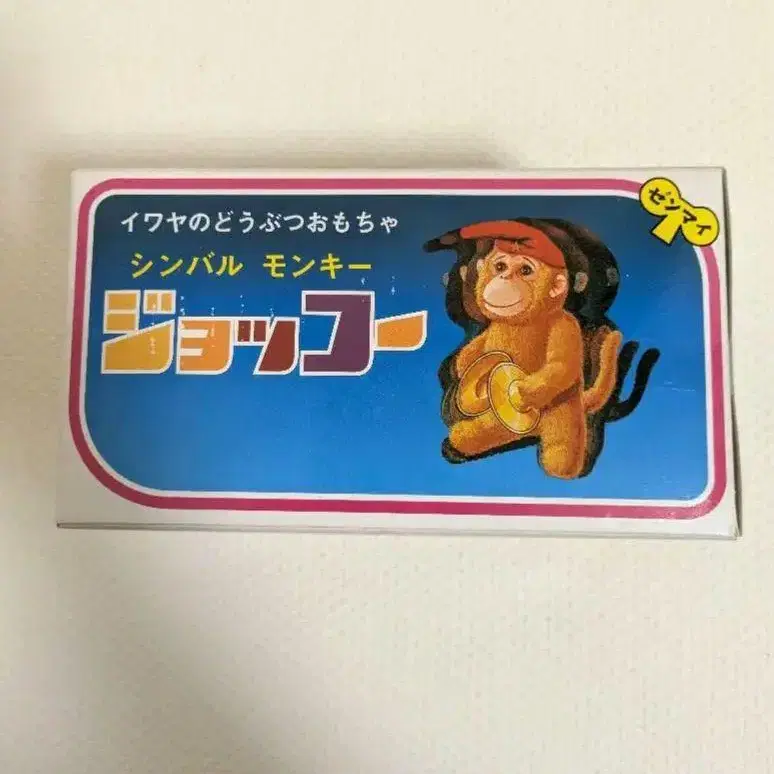 イワヤのどうぶつおもちゃ
ゼンマイ
シンバル モンキー
ジョッコー